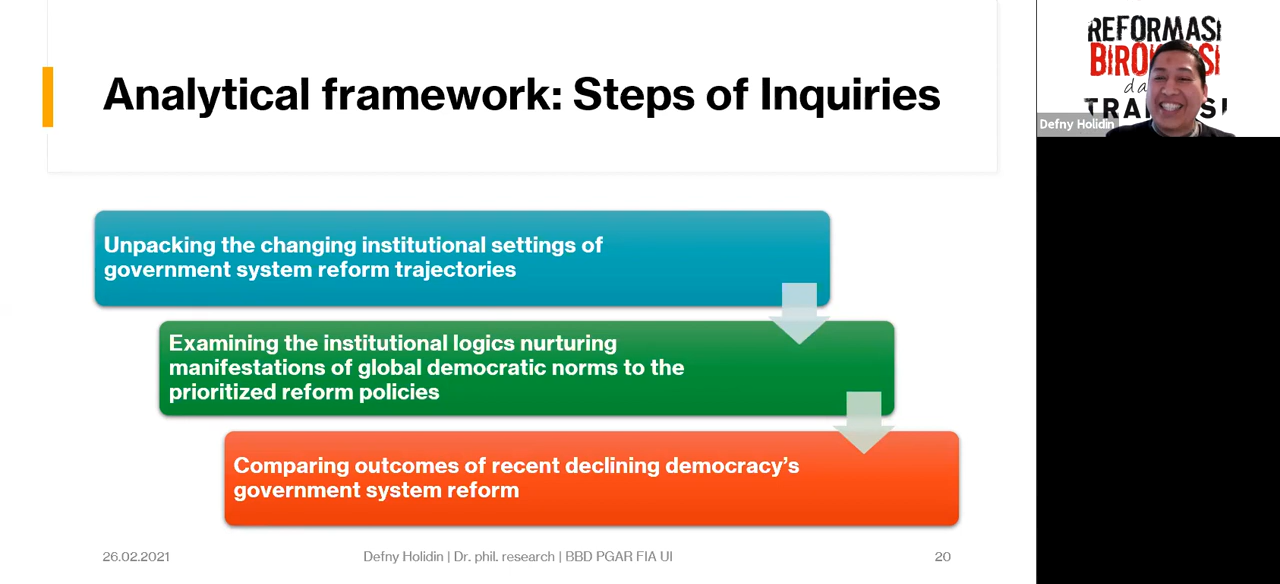 Analytical framework: Steps of Inquiries
Unpacking the changing institutional settings of
government system reform trajectories
Examining the institutional logics nurturing
manifestations of global democratic norms to the
prioritized reform policies
Comparing outcomes of recent declining democracy's
government system reform
26.02.2021
Defny Holidin | Dr. phil. research | BBD PGAR FIA UI
20
REFORMASI
Defny Holidin